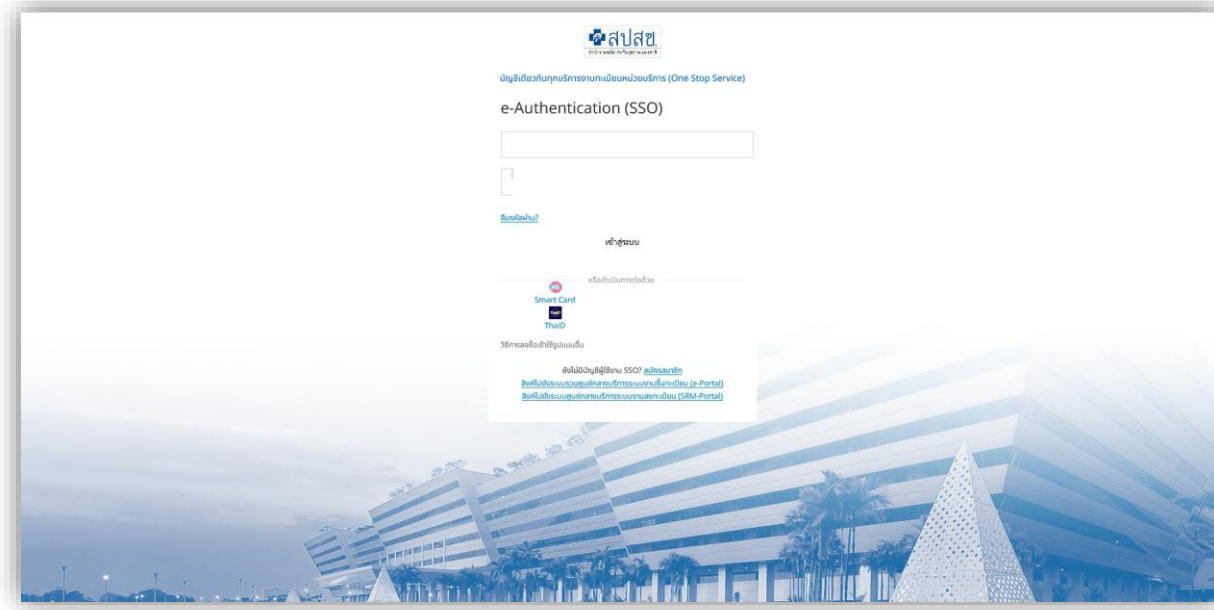 สปสช.
บัญชีเดียวกันทุกบริการงานทะเบียนหน่วยบริการ (One Stop Service)
e-Authentication (SSO)
ลืมรหัสผ่าน?
เข้าสู่ระบบ
หรือดำเนินการต่อด้วย
Smart Card
ThaiD
วิธีการลงชื่อเข้าใช้รูปแบบอื่น
ยังไม่มีบัญชีผู้ใช้งาน SSO? สมัครสมาชิก
ลิงค์ไปยังระบบรวมศูนย์กลางบริการระบบงานขึ้นทะเบียน (e-Portal)
ลิงค์ไปยังระบบศูนย์กลางบริการระบบงานลงทะเบียน (SRM-Portal)